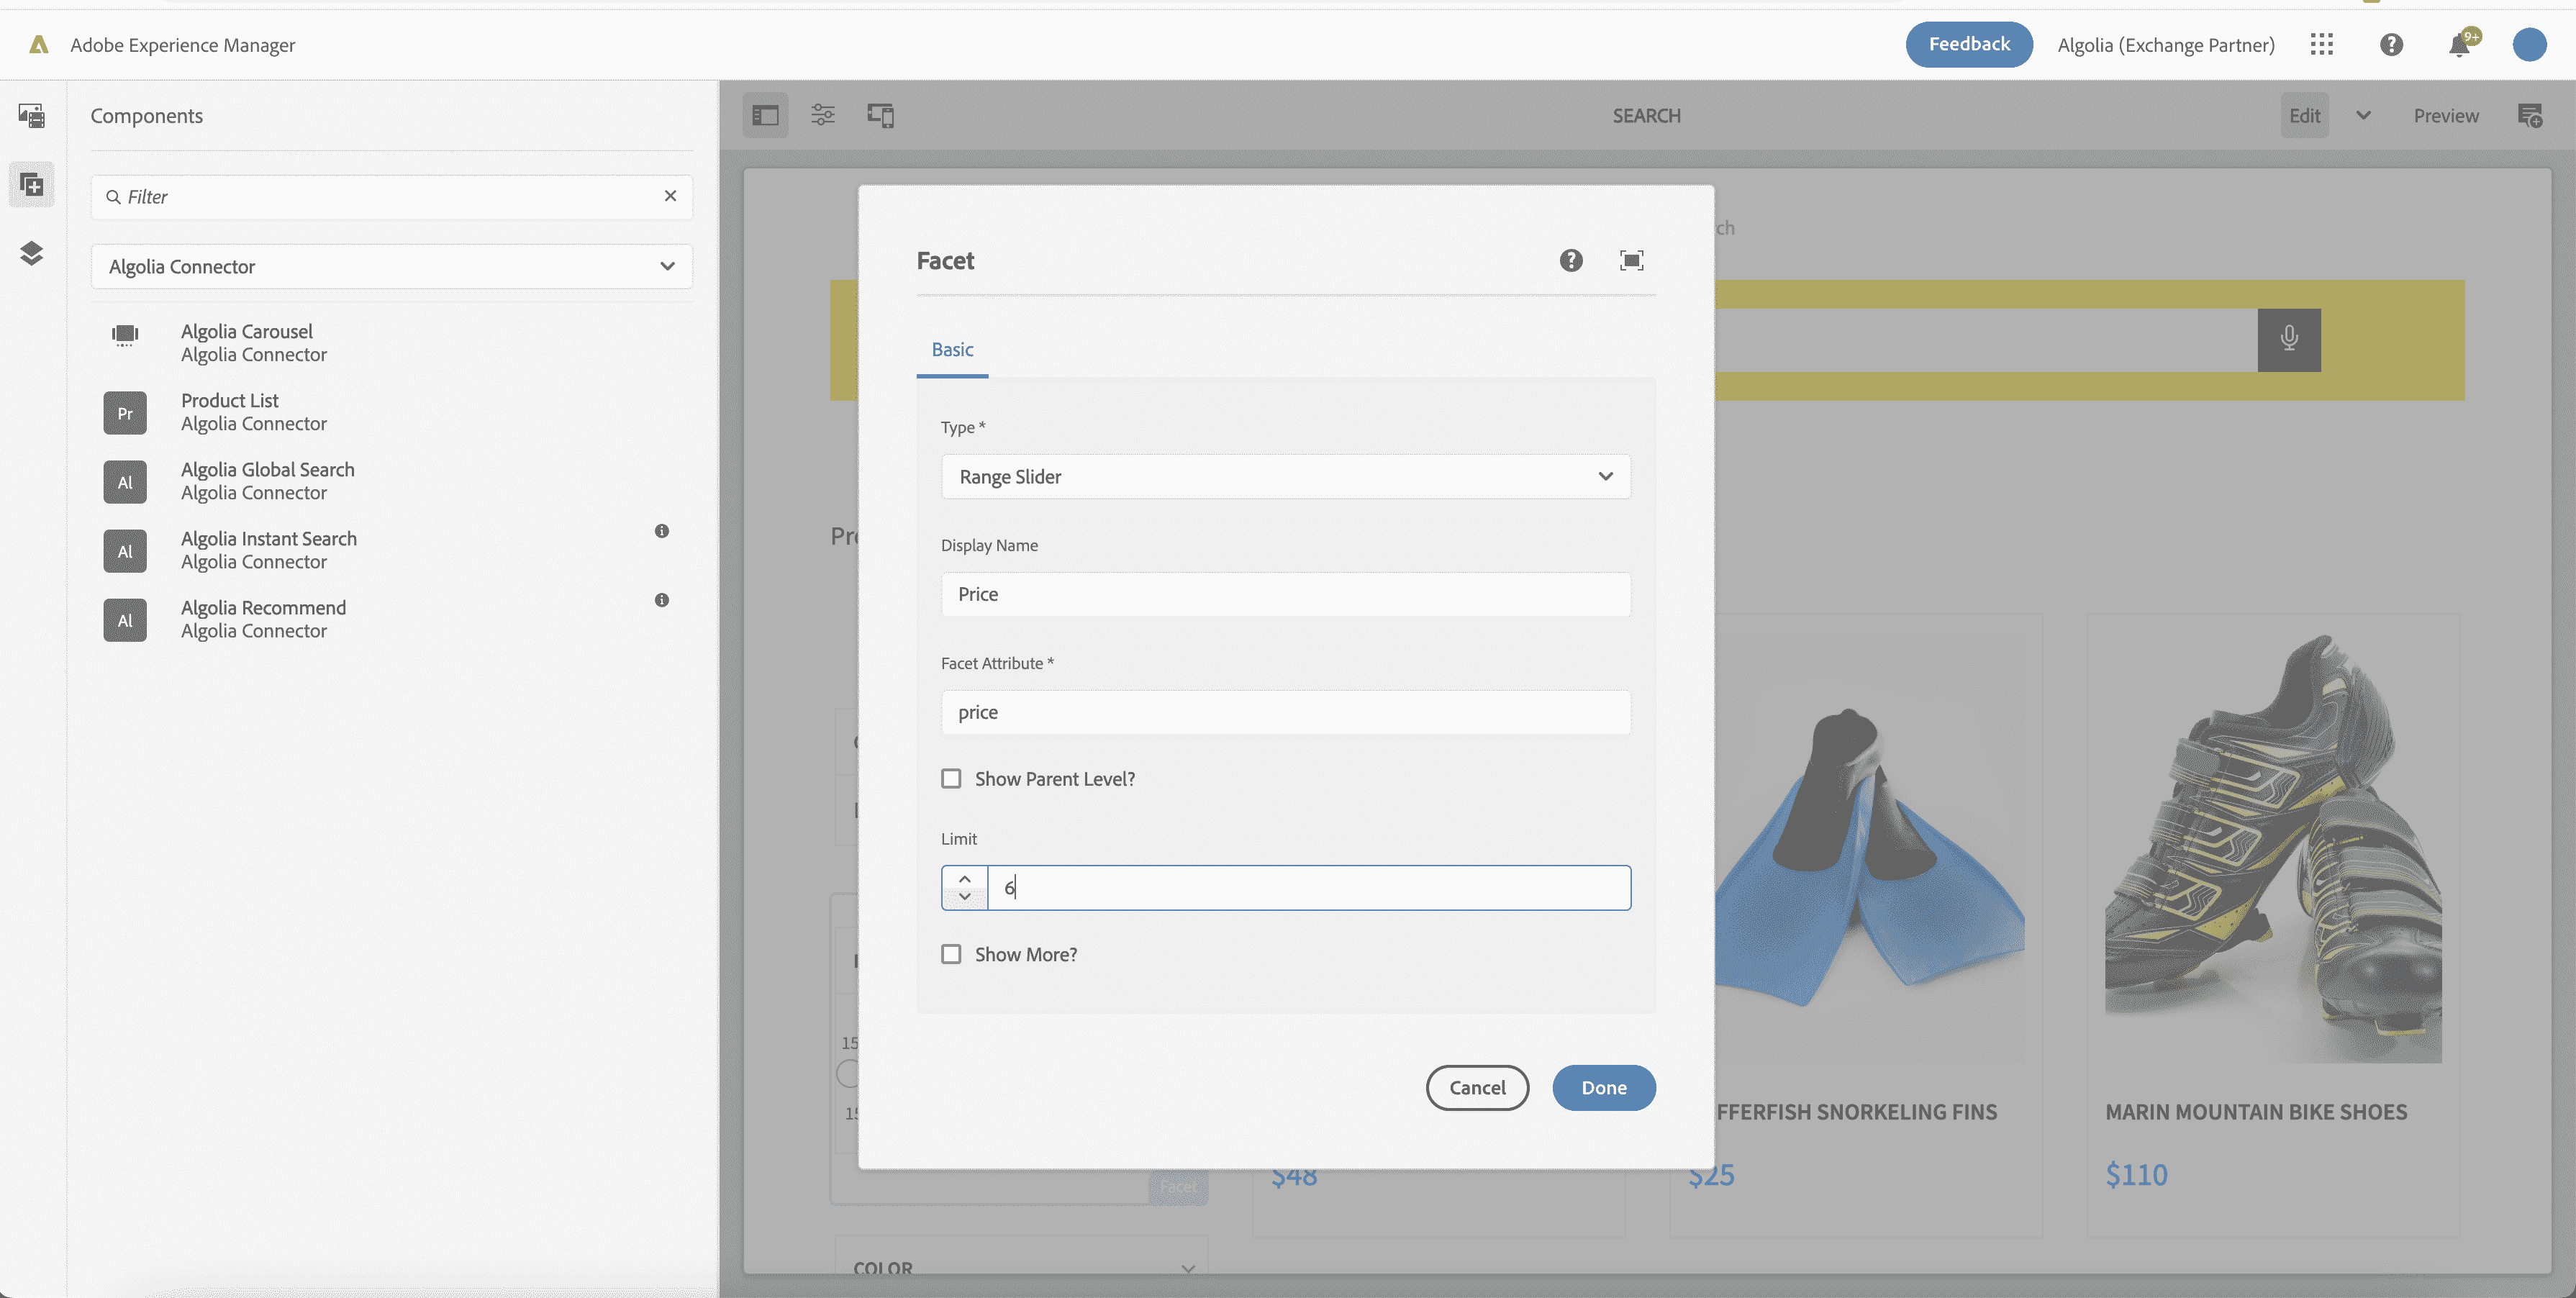 Adobe Experience Manager
Feedback
Algolia (Exchange Partner)
9+
Components
SEARCH
Edit
Preview
Filter
Algolia Connector
Algolia Carousel
Algolia Connector
Pr
Product List
Algolia Connector
Al
Algolia Global Search
Algolia Connector
Al
Algolia Instant Search
Algolia Connector
Al
Algolia Recommend
Algolia Connector
ch
Facet
Basic
Type *
Range Slider
Display Name
Price
Facet Attribute *
price
Show Parent Level?
Limit
6
Show More?
Cancel
Done
15
FFERFISH SNORKELING FINS
MARIN MOUNTAIN BIKE SHOES
$48
$25
$110
Facet
COLOR